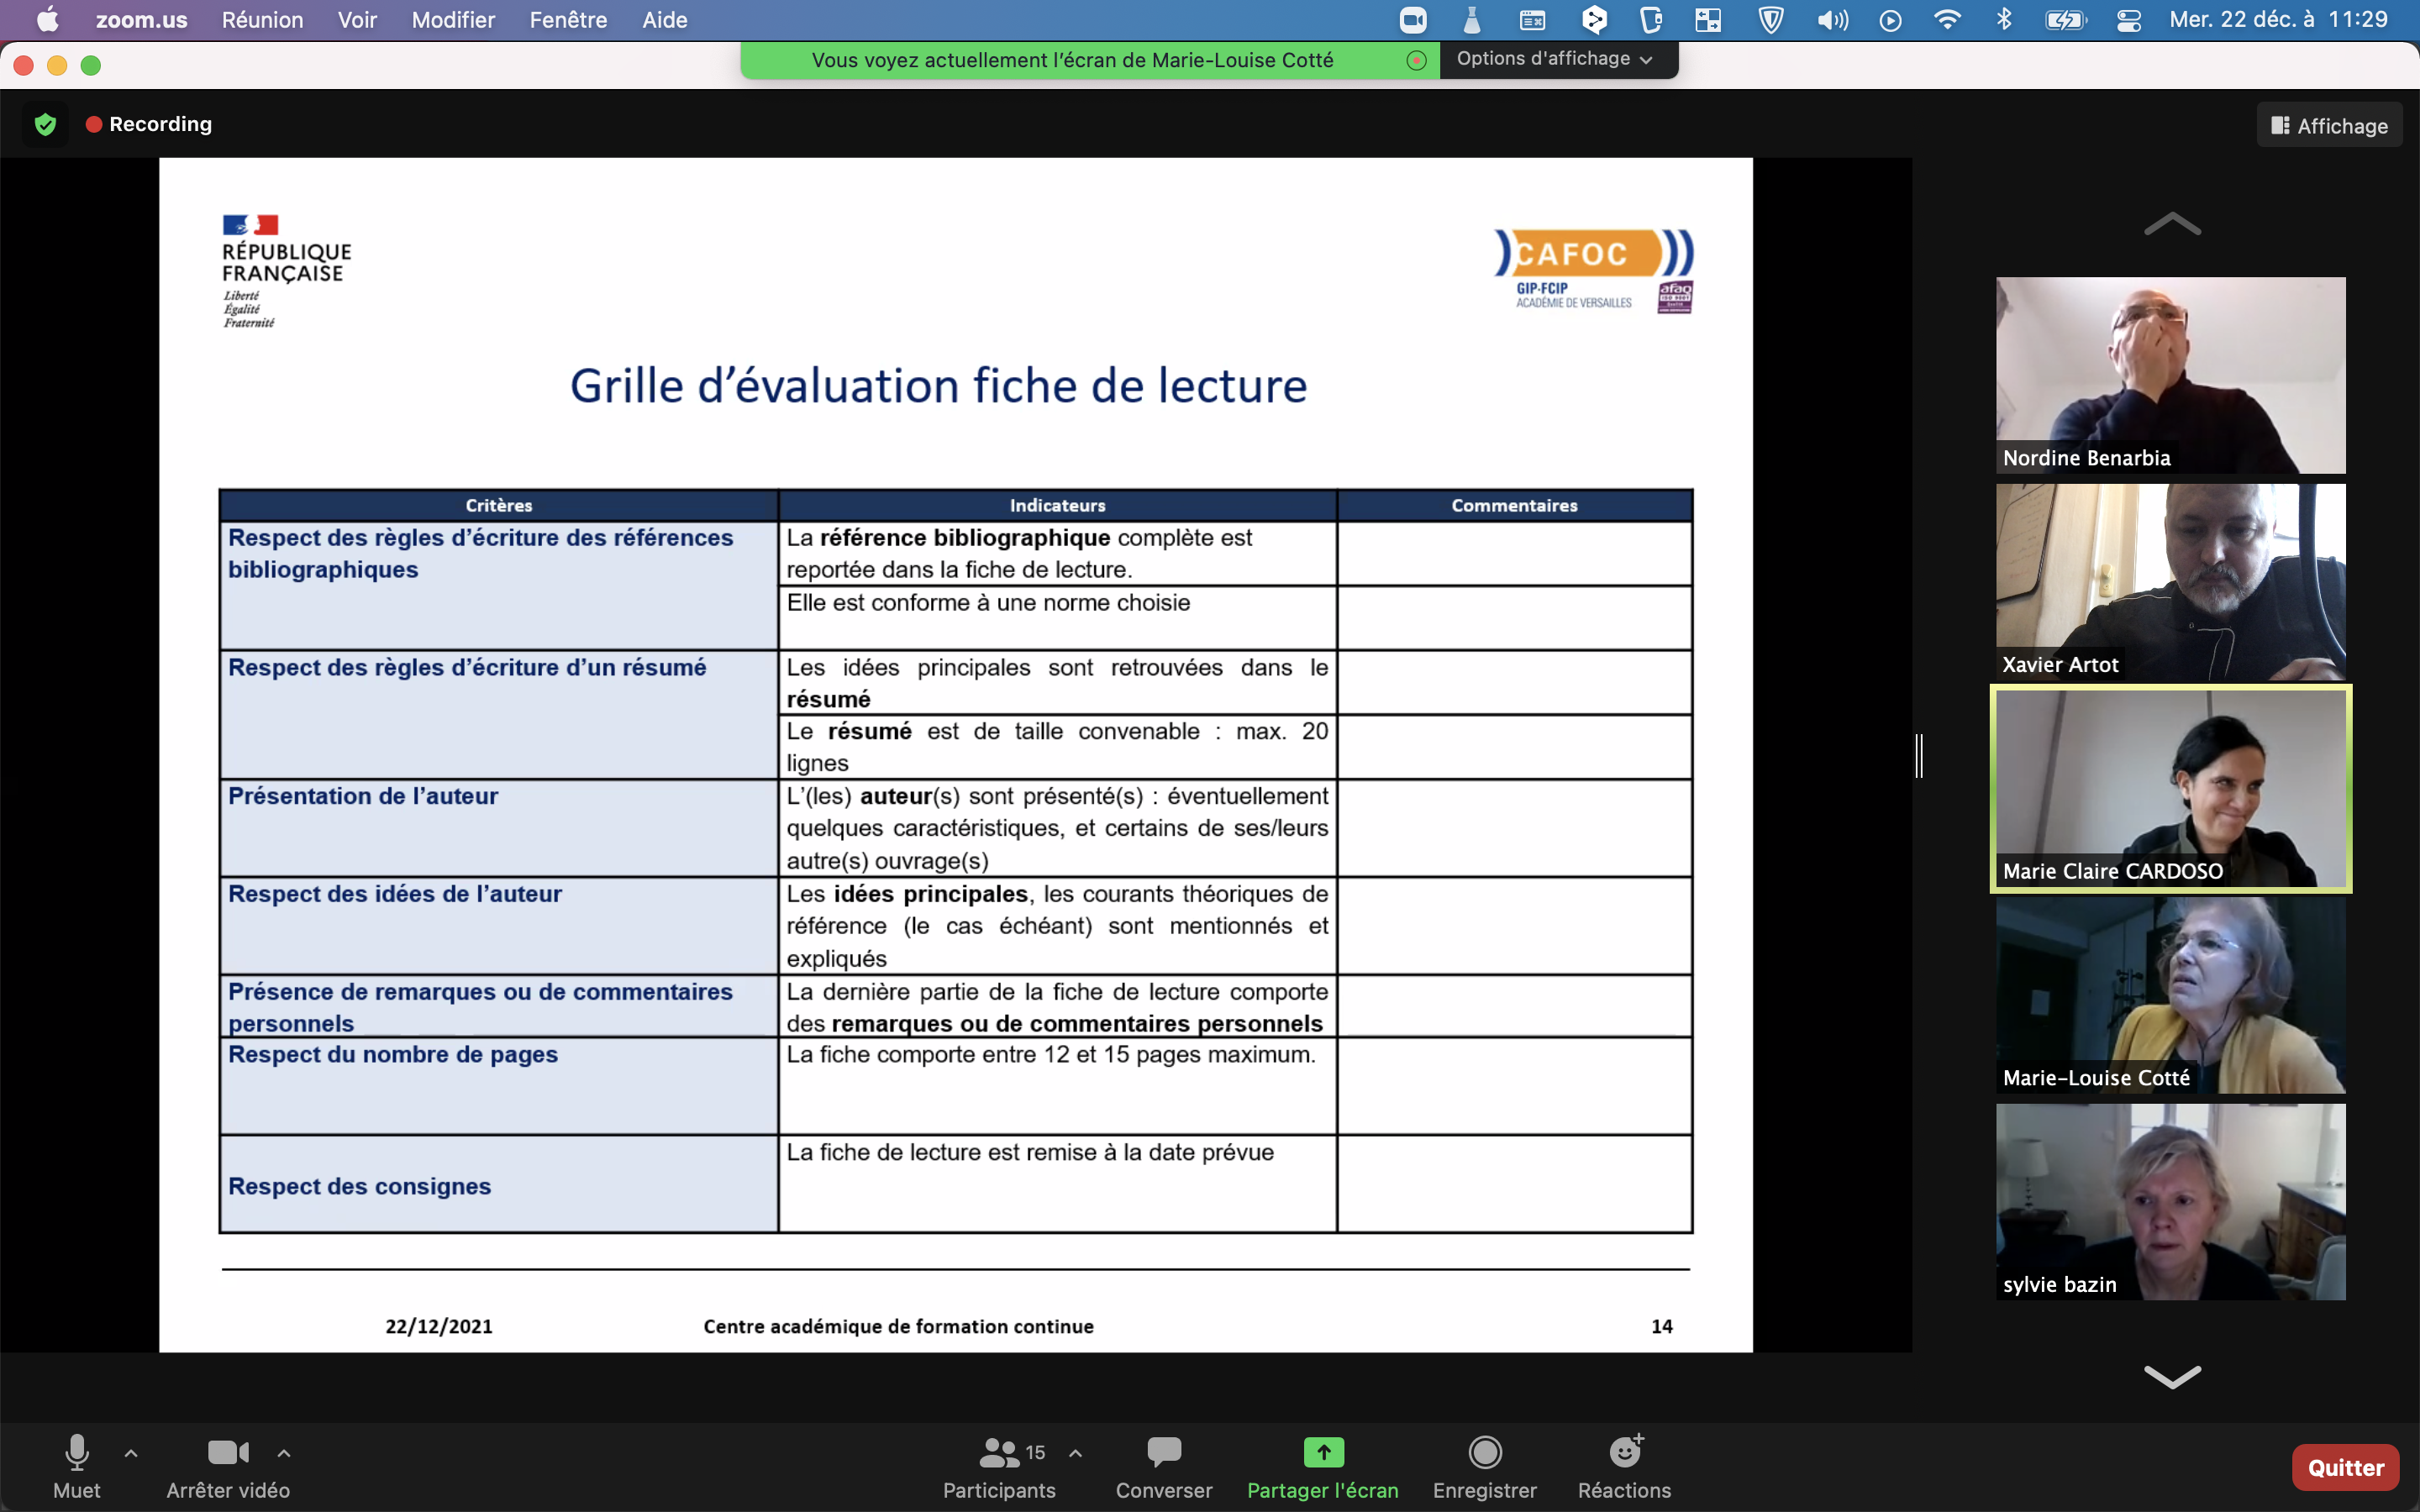 zoom.us Réunion Voir Modifier Fenêtre Aide Mer. 22 déc. à 11:29
Vous voyez actuellement l'écran de Marie-Louise Cotté Options d'affichage
Recording
Affichage
RÉPUBLIQUE
FRANÇAISE
Liberté
Égalité
Fraternité
CAFOC
GIP-FCIP
ACADÉMIE DE VERSAILLES
afaq
ISO 9001
Grille d'évaluation fiche de lecture
Critères Indicateurs Commentaires
Respect des règles d'écriture des références
bibliographiques
La référence bibliographique complète est
reportée dans la fiche de lecture.
Elle est conforme à une norme choisie
Respect des règles d'écriture d'un résumé
Les idées principales sont retrouvées dans le
résumé
Le résumé est de taille convenable : max. 20
lignes
Présentation de l'auteur
L'(les) auteur(s) sont présenté(s) : éventuellement
quelques caractéristiques, et certains de ses/leurs
autre(s) ouvrage(s)
Respect des idées de l'auteur
Les idées principales, les courants théoriques de
référence (le cas échéant) sont mentionnés et
expliqués
Présence de remarques ou de commentaires
personnels
La dernière partie de la fiche de lecture comporte
des remarques ou de commentaires personnels
Respect du nombre de pages
La fiche comporte entre 12 et 15 pages maximum.
Respect des consignes
La fiche de lecture est remise à la date prévue
22/12/2021 Centre académique de formation continue 14
Nordine Benarbia
Xavier Artot
Marie Claire CARDOSO
Marie-Louise Cotté
sylvie bazin
15
Muet Arrêter vidéo Participants Converser Partager l'écran Enregistrer Réactions Quitter